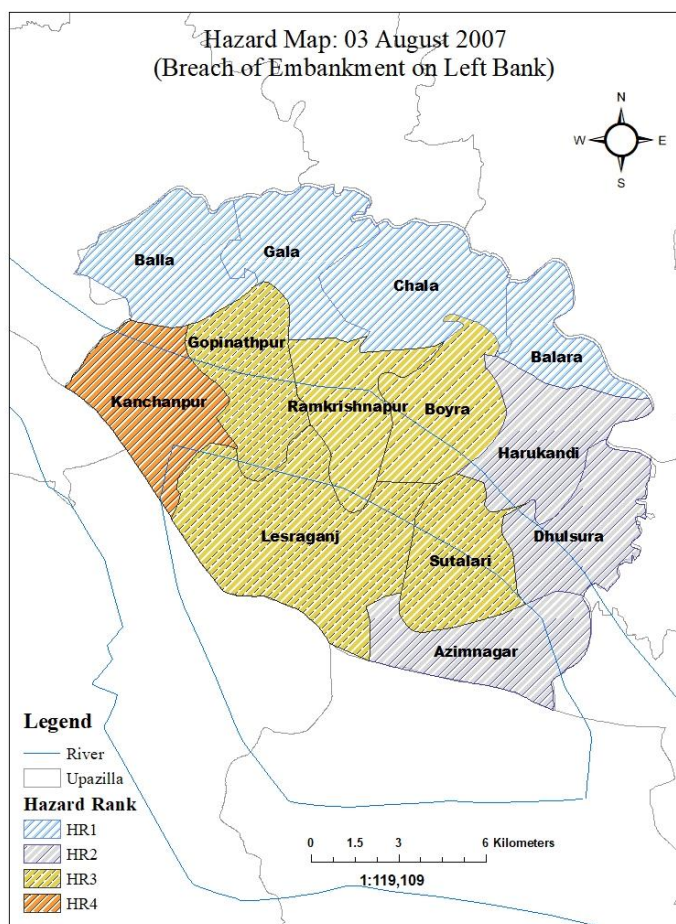 Hazard Map: 03 August 2007
(Breach of Embankment on Left Bank)
N
W E
S
Gala
Balla
Chala
Gopinathpur
Balara
Kanchanpur
Ramkrishnapur
Boyra
Harukandi
Lesraganj
Dhulsura
Sutalari
Azimnagar
Legend
River
Upazilla
Hazard Rank
HR1
HR2
HR3
HR4
0 1.5 3 6 Kilometers
1:119,109